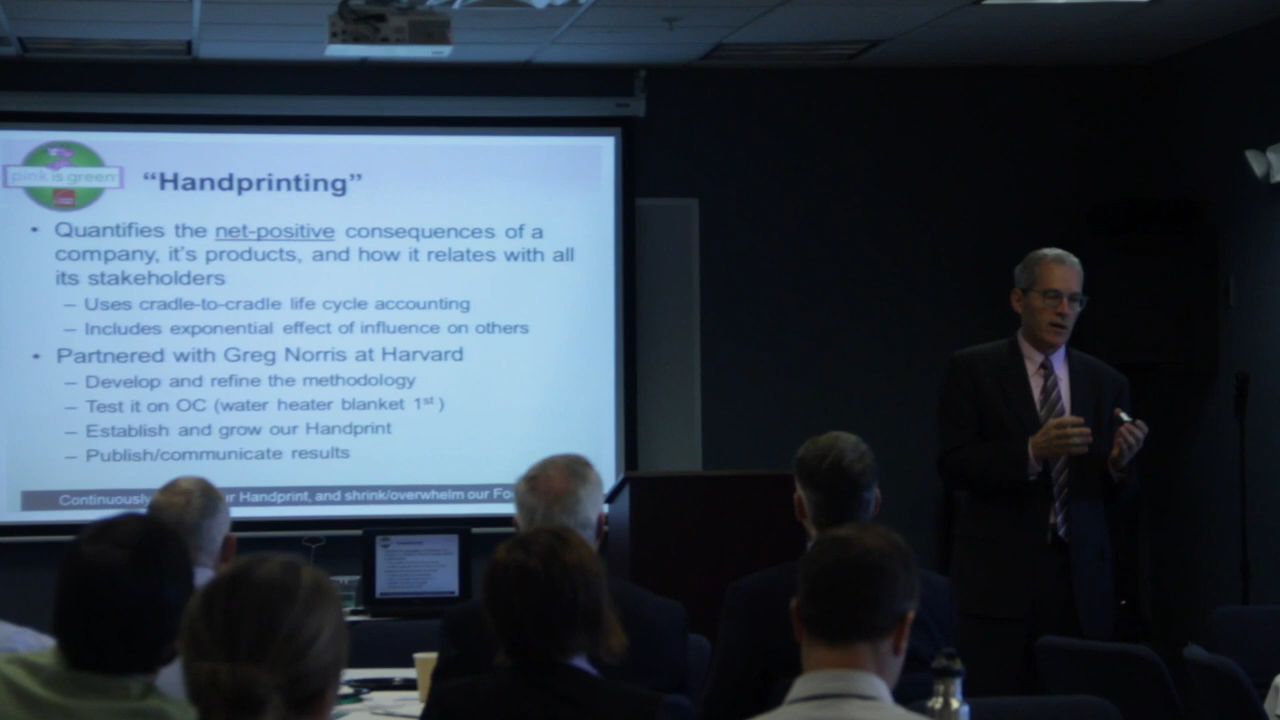 pink is green
“Handprinting”
• Quantifies the net-positive consequences of a
company, it's products, and how it relates with all
its stakeholders
– Uses cradle-to-cradle life cycle accounting
– Includes exponential effect of influence on others
• Partnered with Greg Norris at Harvard
– Develop and refine the methodology
– Test it on OC (water heater blanket 1st )
– Establish and grow our Handprint
– Publish/communicate results
Continuously Handprint, and shrink/overwhelm our